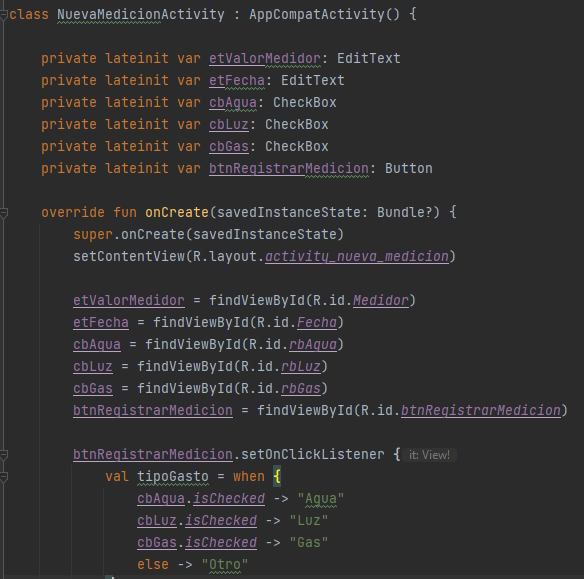 class NuevaMedicionActivity : AppCompatActivity() {
private lateinit var etValorMedidor: EditText
private lateinit var etFecha: EditText
private lateinit var cbAgua: CheckBox
private lateinit var cbLuz: CheckBox
private lateinit var cbGas: CheckBox
private lateinit var btnRegistrarMedicion: Button
override fun onCreate(savedInstanceState: Bundle?) {
super.onCreate(savedInstanceState)
setContentView(R.layout.activity_nueva_medicion)
etValorMedidor = findViewById(R.id.Medidor)
etFecha = findViewById(R.id.Fecha)
cbAgua = findViewById(R.id.rbAgua)
cbLuz = findViewById(R.id.rbLuz)
cbGas = findViewById(R.id.rbGas)
btnRegistrarMedicion = findViewById(R.id.btnRegistrarMedicion)
btnRegistrarMedicion.setOnClickListener { it: View!
val tipoGasto = when {
cbAgua.isChecked -> "Agua"
cbLuz.isChecked -> "Luz"
cbGas.isChecked -> "Gas"
else -> "Otro"